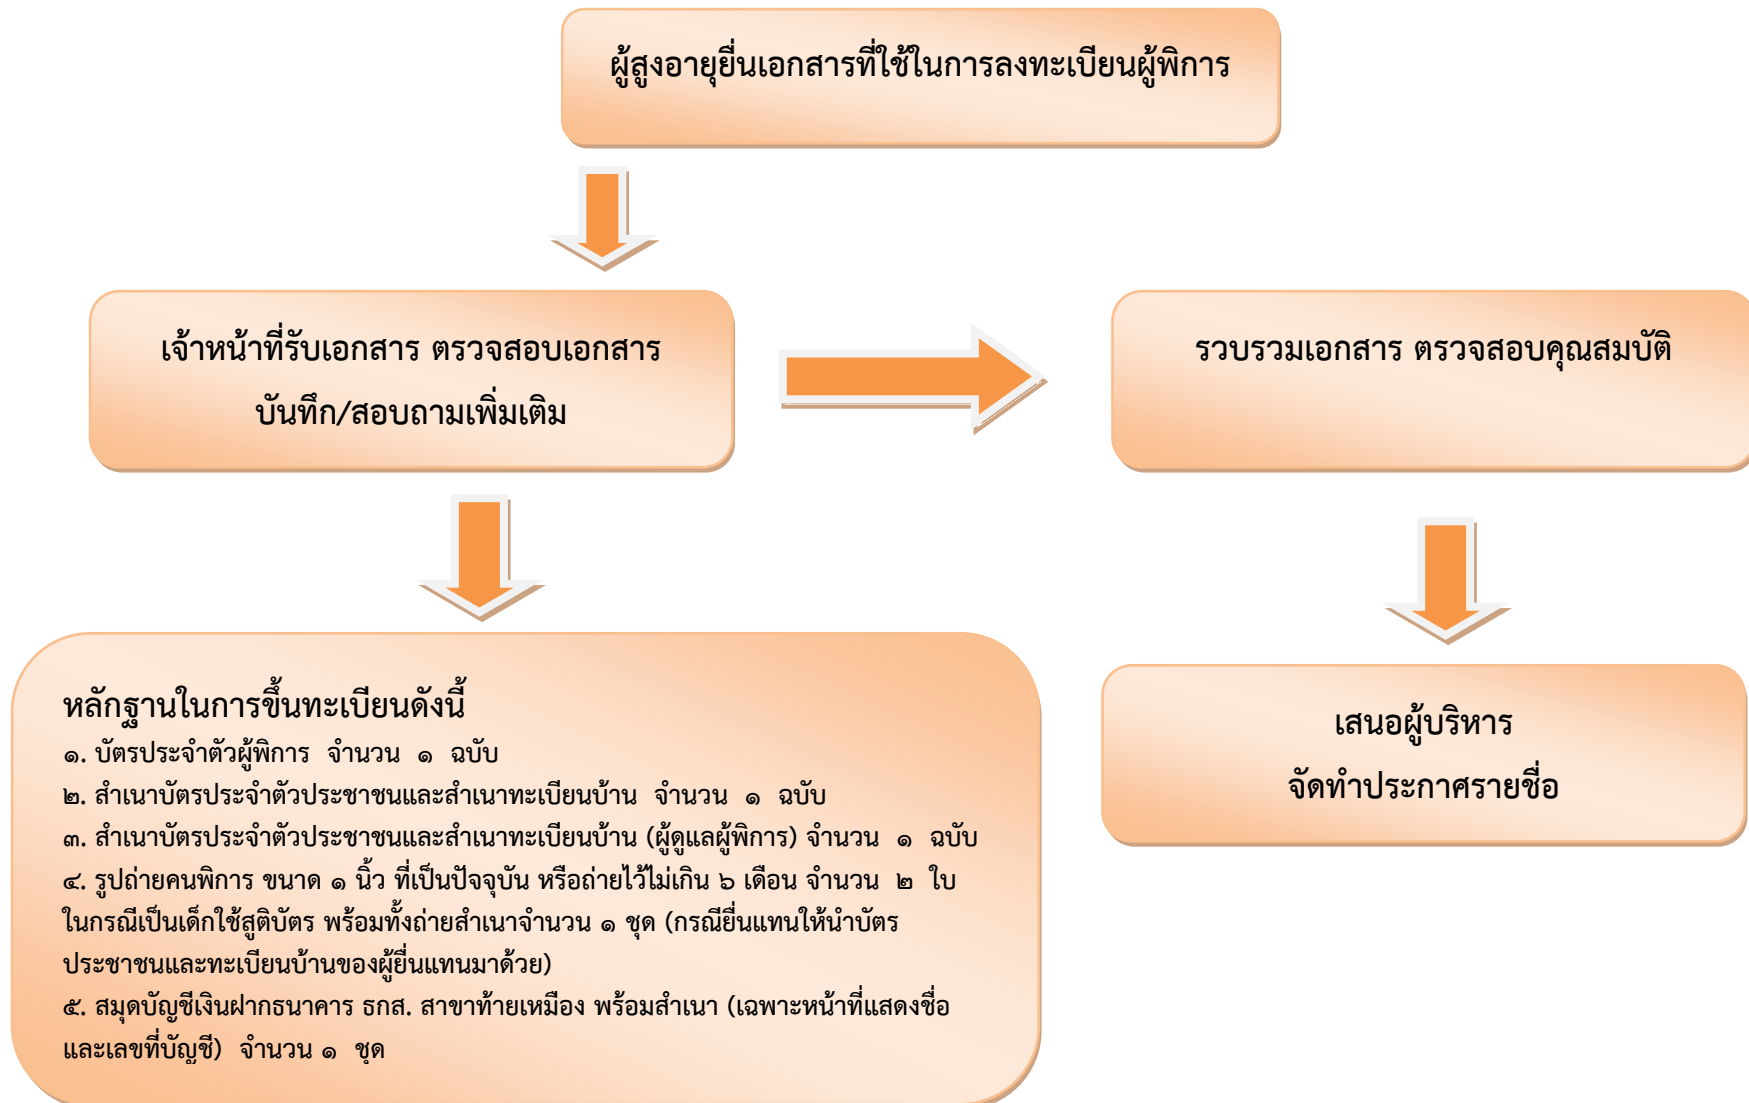 ผู้สูงอายุยื่นเอกสารที่ใช้ในการลงทะเบียนผู้พิการ
เจ้าหน้าที่รับเอกสาร ตรวจสอบเอกสาร
บันทึก/สอบถามเพิ่มเติม
รวบรวมเอกสาร ตรวจสอบคุณสมบัติ
หลักฐานในการขึ้นทะเบียนดังนี้
๑. บัตรประจำตัวผู้พิการ จำนวน ๑ ฉบับ
๒. สำเนาบัตรประจำตัวประชาชนและสำเนาทะเบียนบ้าน จำนวน ๑ ฉบับ
๓. สำเนาบัตรประจำตัวประชาชนและสำเนาทะเบียนบ้าน (ผู้ดูแลผู้พิการ) จำนวน ๑ ฉบับ
๔. รูปถ่ายคนพิการ ขนาด ๑ นิ้ว ที่เป็นปัจจุบัน หรือถ่ายไว้ไม่เกิน ๖ เดือน จำนวน ๒ ใบ
ในกรณีเป็นเด็กใช้สูติบัตร พร้อมทั้งถ่ายสำเนาจำนวน ๑ ชุด (กรณียื่นแทนให้นำบัตร
ประชาชนและทะเบียนบ้านของผู้ยื่นแทนมาด้วย)
๕. สมุดบัญชีเงินฝากธนาคาร ธกส. สาขาท้ายเหมือง พร้อมสำเนา (เฉพาะหน้าที่แสดงชื่อ
และเลขที่บัญชี) จำนวน ๑ ชุด
เสนอผู้บริหาร
จัดทำประกาศรายชื่อ